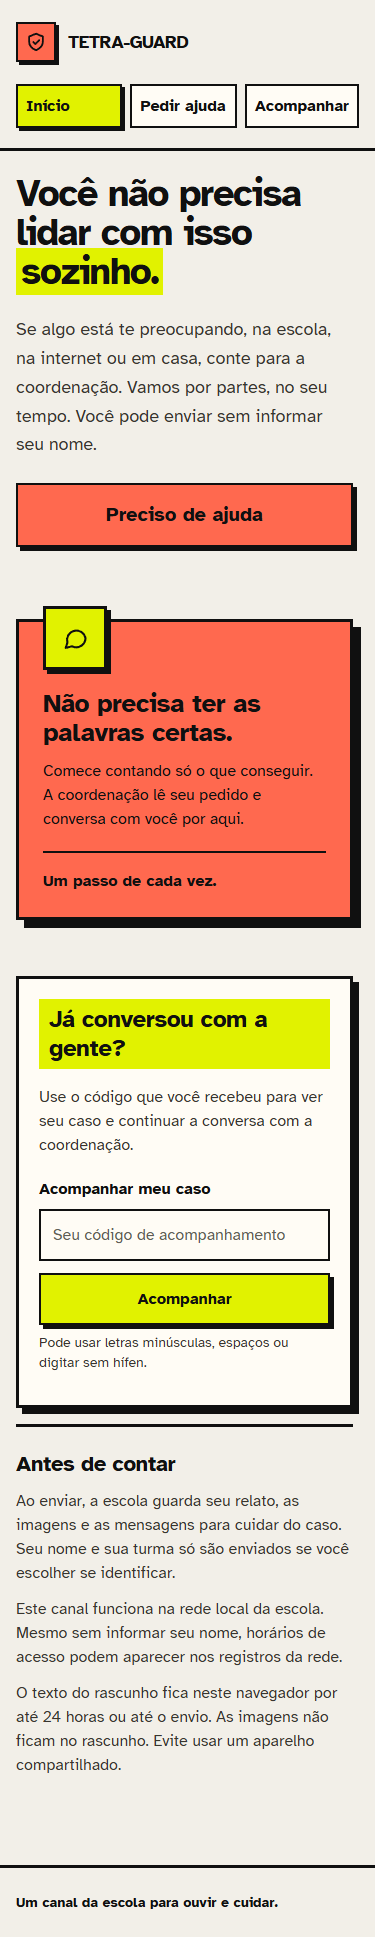 TETRA-GUARD
Início
Pedir ajuda
Acompanhar
Você não precisa
lidar com isso
sozinho.
Se algo está te preocupando, na escola,
na internet ou em casa, conte para a
coordenação. Vamos por partes, no seu
tempo. Você pode enviar sem informar
seu nome.
Preciso de ajuda
Não precisa ter as
palavras certas.
Comece contando só o que conseguir.
A coordenação lê seu pedido e
conversa com você por aqui.
Um passo de cada vez.
Já conversou com a
gente?
Use o código que você recebeu para ver
seu caso e continuar a conversa com a
coordenação.
Acompanhar meu caso
Seu código de acompanhamento
Acompanhar
Pode usar letras minúsculas, espaços ou
digitar sem hífen.
Antes de contar
Ao enviar, a escola guarda seu relato, as
imagens e as mensagens para cuidar do caso.
Seu nome e sua turma só são enviados se você
escolher se identificar.
Este canal funciona na rede local da escola.
Mesmo sem informar seu nome, horários de
acesso podem aparecer nos registros da rede.
O texto do rascunho fica neste navegador por
até 24 horas ou até o envio. As imagens não
ficam no rascunho. Evite usar um aparelho
compartilhado.
Um canal da escola para ouvir e cuidar.